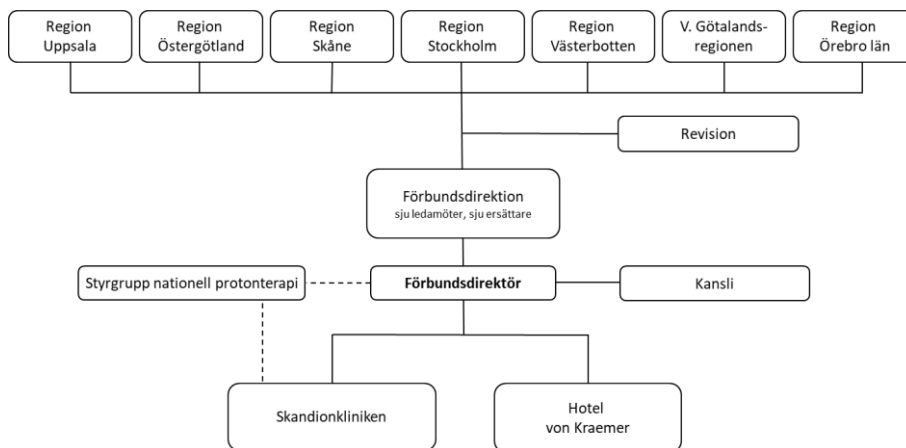 Region
Uppsala
Region
Östergötland
Region
Skåne
Region
Stockholm
Region
Västerbotten
V. Götalands-
regionen
Region
Örebro län
Revision
Förbundsdirektion
sju ledamöter, sju ersättare
Styrgrupp nationell protonterapi
Förbundsdirektör
Kansli
Skandionkliniken
Hotel
von Kraemer